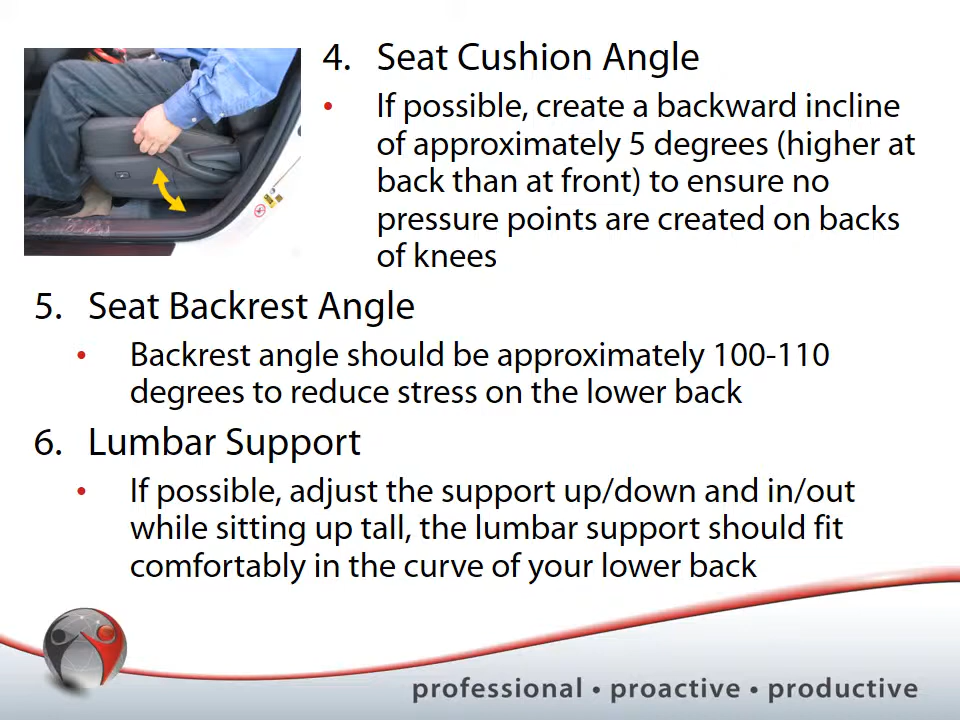 4. Seat Cushion Angle
• If possible, create a backward incline
of approximately 5 degrees (higher at
back than at front) to ensure no
pressure points are created on backs
of knees
5. Seat Backrest Angle
• Backrest angle should be approximately 100-110
degrees to reduce stress on the lower back
6. Lumbar Support
• If possible, adjust the support up/down and in/out
while sitting up tall, the lumbar support should fit
comfortably in the curve of your lower back
professional • proactive • productive